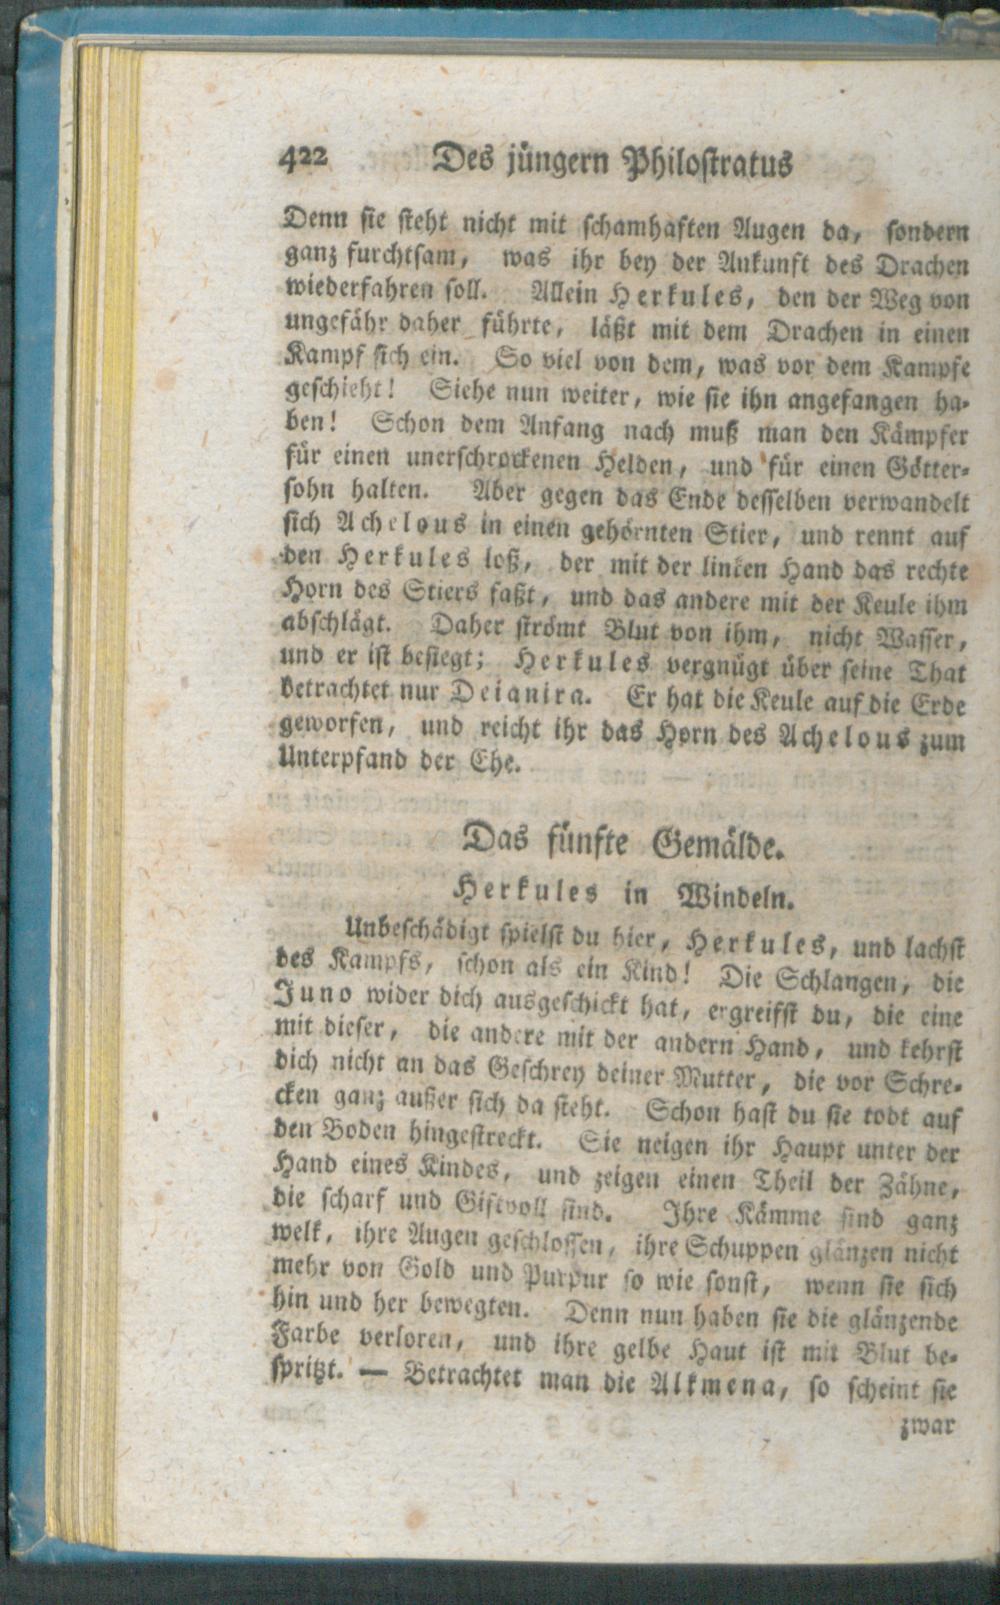 422 Des jüngern Philostratus
Denn sie steht nicht mit schamhaften Augen da, sondern
ganz furchtsam, was ihr bey der Ankunft des Drachen
wiederfahren soll. Allein Herkules, den der Weg von
ungefähr daher führte, läßt mit dem Drachen in einen
Kampf sich ein. So viel von dem, was vor dem Kampfe
geschieht! Siehe nun weiter, wie sie ihn angefangen ha-
ben! Schon dem Anfang nach muß man den Kämpfer
für einen unerschrockenen Helden, und für einen Götter-
sohn halten. Aber gegen das Ende desselben verwandelt
sich Achelous in einen gehörnten Stier, und rennt auf
den Herkules loß, der mit der linken Hand das rechte
Horn des Stiers faßt, und das andere mit der Keule ihm
abschlägt. Daher strömt Blut von ihm, nicht Wasser,
und er ist besiegt; Herkules vergnügt über seine That
betrachtet nur Deianira. Er hat die Keule auf die Erde
geworfen, und reicht ihr das Horn des Achelous zum
Unterpfand der Ehe.
Das fünfte Gemälde.
Herkules in Windeln.
Unbeschädigt spielst du hier, Herkules, und lachst
des Kampfs, schon als ein Kind! Die Schlangen, die
Juno wider dich ausgeschickt hat, ergreifst du, die eine
mit dieser, die andere mit der andern Hand, und kehrst
dich nicht an das Geschrey deiner Mutter, die vor Schre-
cken ganz außer sich da steht. Schon hast du sie todt auf
den Boden hingestreckt. Sie neigen ihr Haupt unter der
Hand eines Kindes, und zeigen einen Theil der Zähne,
die scharf und Giftvoll sind. Ihre Kämme sind ganz
welk, ihre Augen geschlossen, ihre Schuppen glänzen nicht
mehr von Gold und Purpur so wie sonst, wenn sie sich
hin und her bewegten. Denn nun haben sie die glänzende
Farbe verloren, und ihre gelbe Haut ist mit Blut be-
spritzt. — Betrachtet man die Alkmena, so scheint sie
zwar